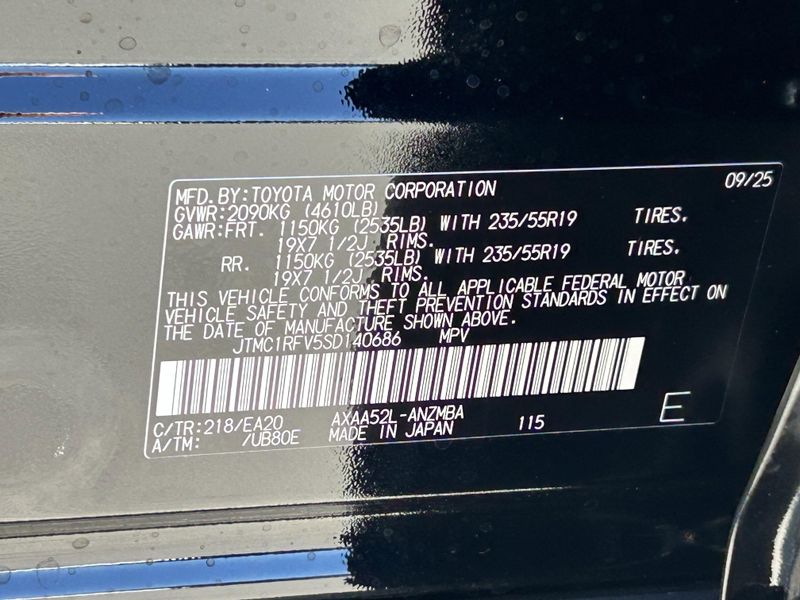 09/25
MFD.BY:TOYOTA MOTOR CORPORATION
GVWR:2090KG (4610LB)
GAWR:FRT. 1150KG (2535LB) WITH 235/55R19 TIRES.
19X7 1/2J RIMS.
RR. 1150KG (2535LB) WITH 235/55R19 TIRES.
19X7 1/2J RIMS.
THIS VEHICLE CONFORMS TO ALL APPLICABLE FEDERAL MOTOR
VEHICLE SAFETY AND THEFT PREVENTION STANDARDS IN EFFECT ON
THE DATE OF MANUFACTURE SHOWN ABOVE.
JTMC1RFV5SD140686 MPV
C/TR:218/EA20 AXAA52L-ANZMBA 115 E
A/TM: /UB80E MADE IN JAPAN